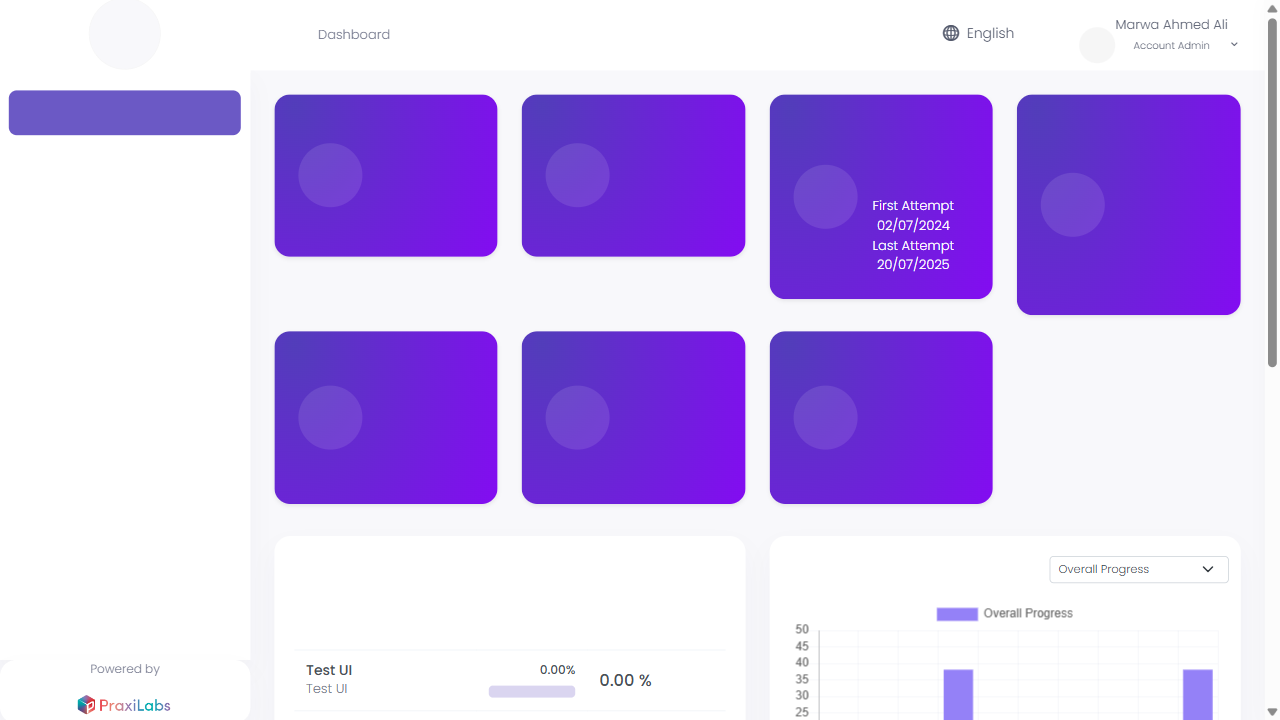 Dashboard
English
Marwa Ahmed Ali
Account Admin
First Attempt
02/07/2024
Last Attempt
20/07/2025
Overall Progress
Overall Progress
50
45
40
35
30
25
Test UI
Test UI
0.00%
0.00 %
Powered by
PraxiLabs